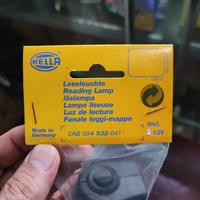 HELLA
Leseleuchte
Reading Lamp
läslampa
Lampe liseuse
Luz de lectura
Fanale leggi-mappe
Made in
Germany
2AB 004 532-041
incl.
12V